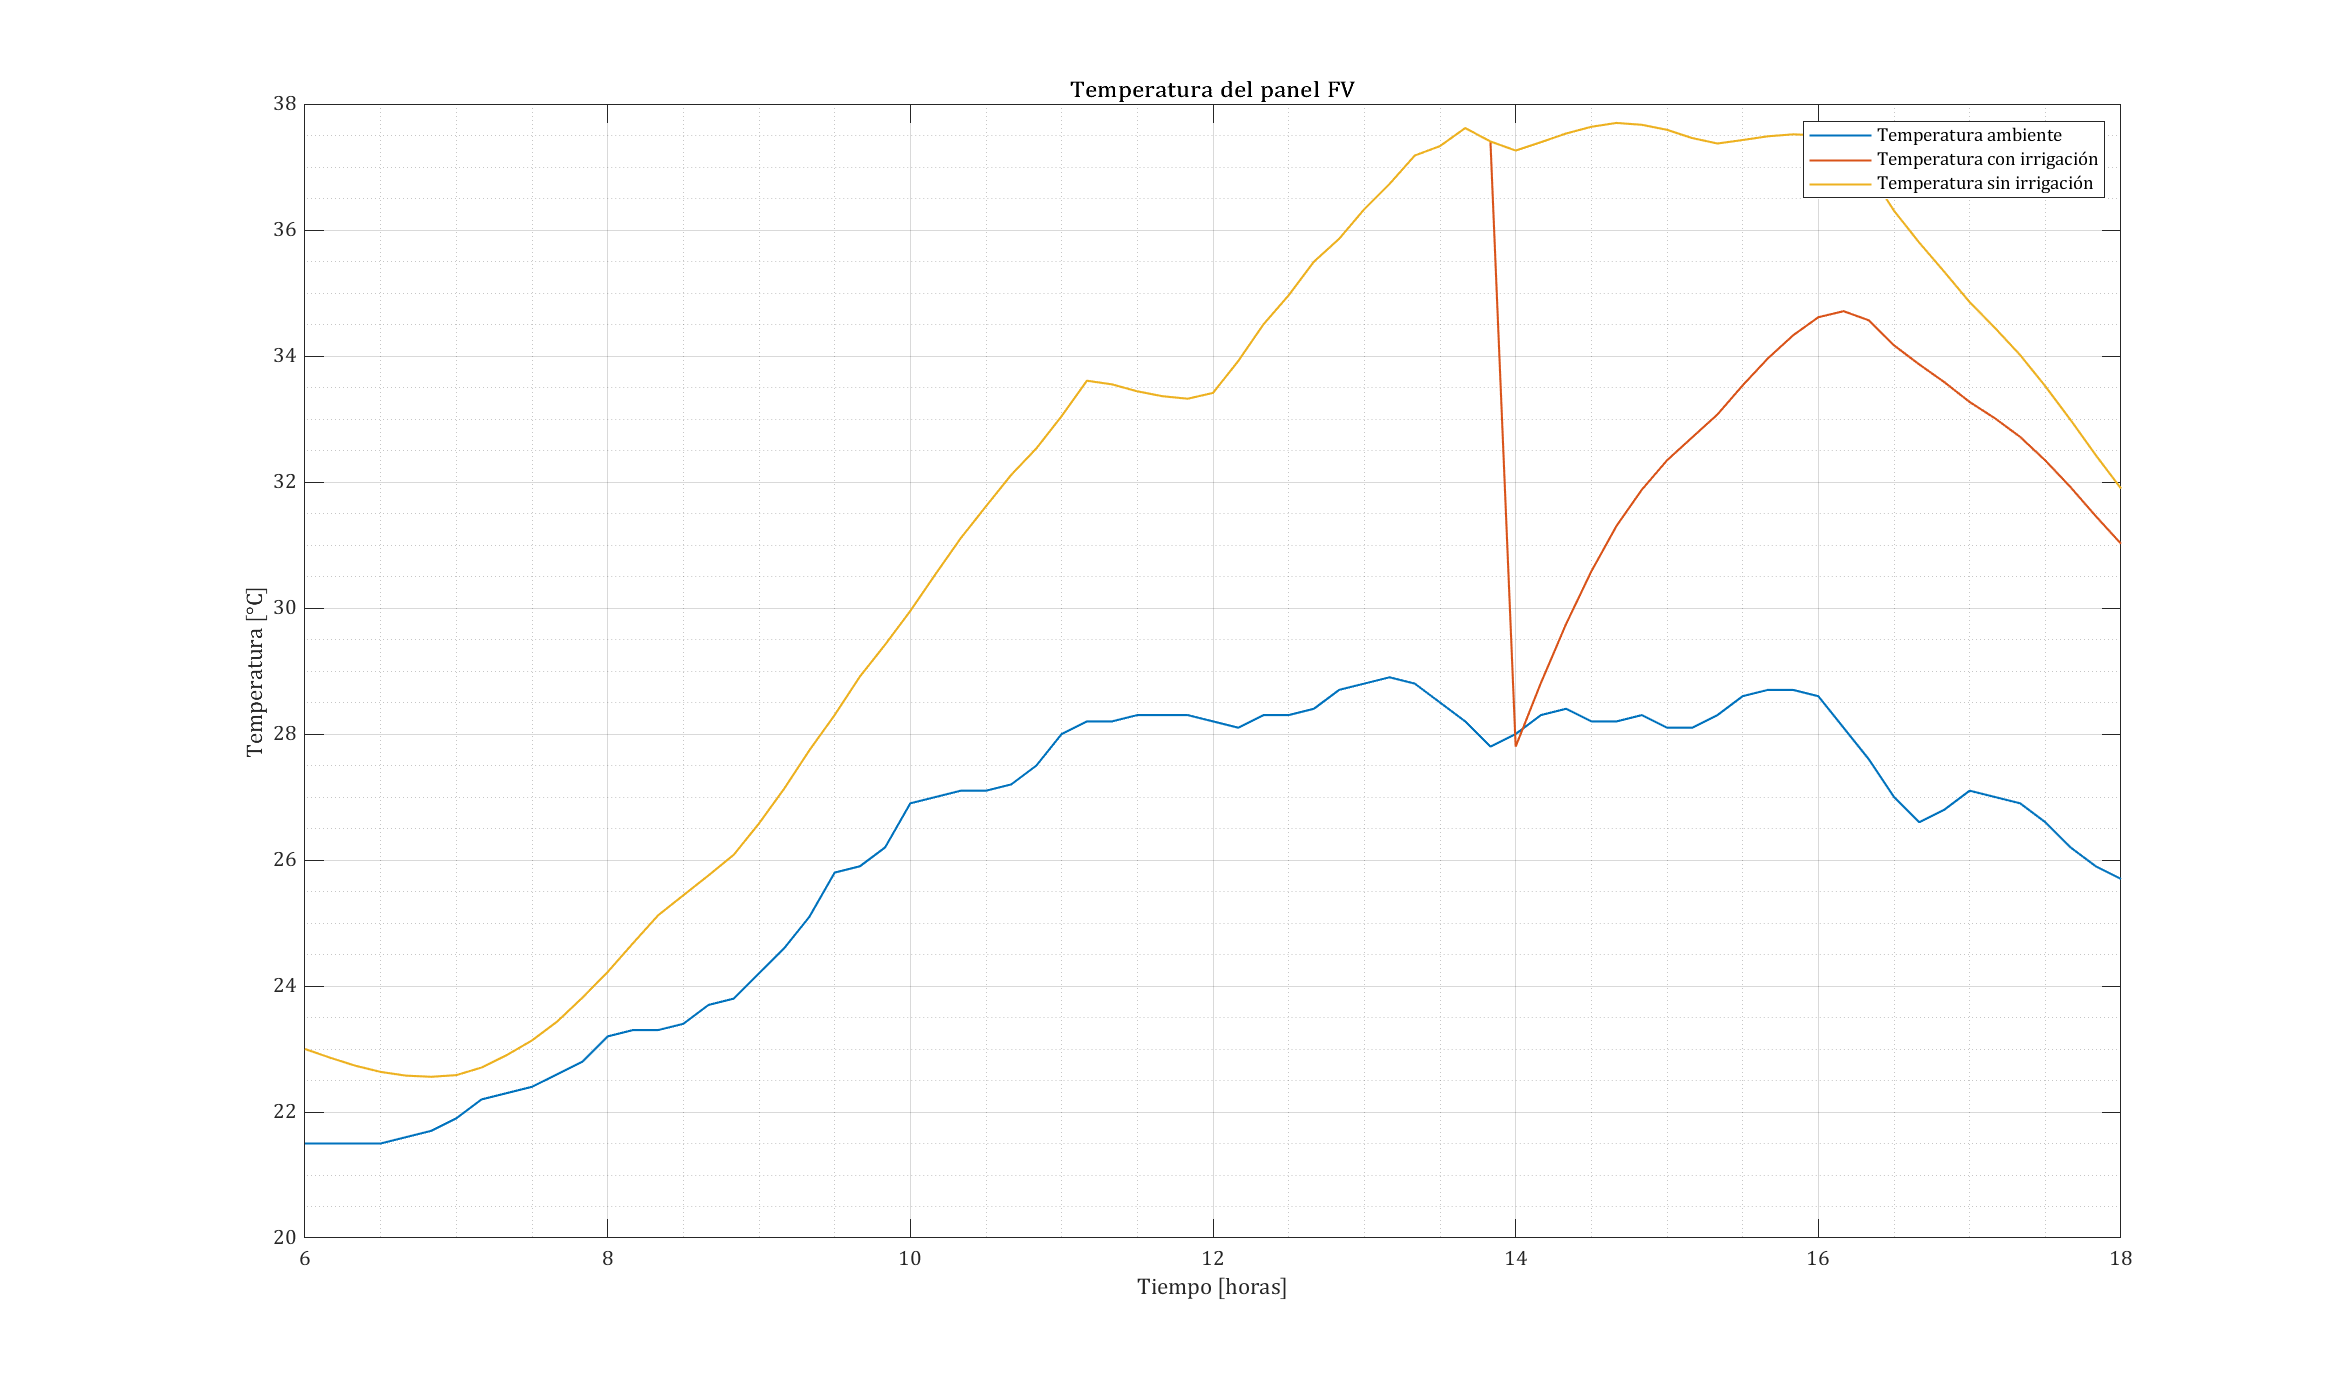 Temperatura del panel FV
38
36
34
32
30
28
26
24
22
20
Temperatura [°C]
Temperatura ambiente
Temperatura con irrigación
Temperatura sin irrigación
6 8 10 12 14 16 18
Tiempo [horas]